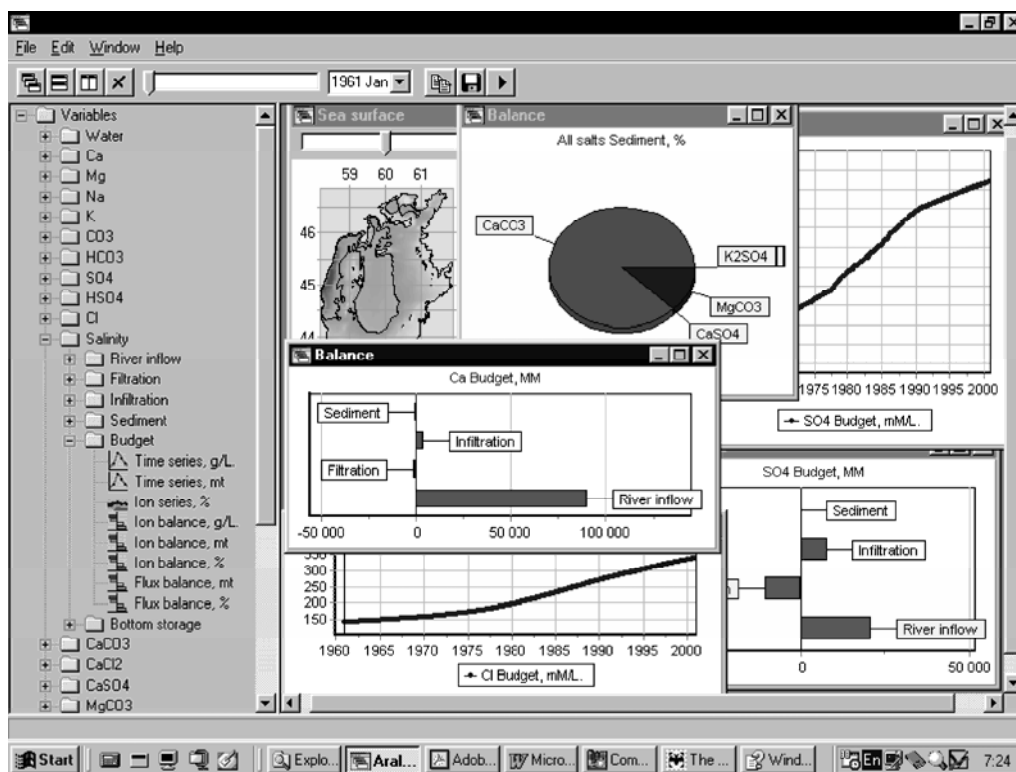 File Edit Window Help
1961 Jan
Variables
Water
Ca
Mg
Na
K
CO3
HCO3
SO4
HSO4
Cl
Salinity
River inflow
Filtration
Infiltration
Sediment
Budget
Time series, g/L.
Time series, mt
Ion series, %
Ion balance, g/L.
Ion balance, mt
Ion balance, %
Flux balance, mt
Flux balance, %
Bottom storage
CaCO3
CaCl2
CaSO4
MgCO3
Sea surface
59 60 61
46
45
44
Balance
All salts Sediment, %
CaCO3
K2SO4
MgCO3
CaSO4
1975 1980 1985 1990 1995 2000
SO4 Budget, mM/L.
Balance
Ca Budget, MM
Sediment
Infiltration
Filtration
River inflow
-50 000 0 50 000 100 000
350
300
250
200
150
1960 1965 1970 1975 1980 1985 1990 1995 2000
Cl Budget, mM/L.
SO4 Budget, MM
Sediment
Infiltration
n
River inflow
0 50 000
Start Explo... Aral... Adob... Micro... Com... The ... Wind... En 7:24